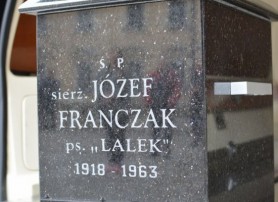 Ś. P.
sierż. JÓZEF
FRANCZAK
ps. „LALEK"
1918 - 1963